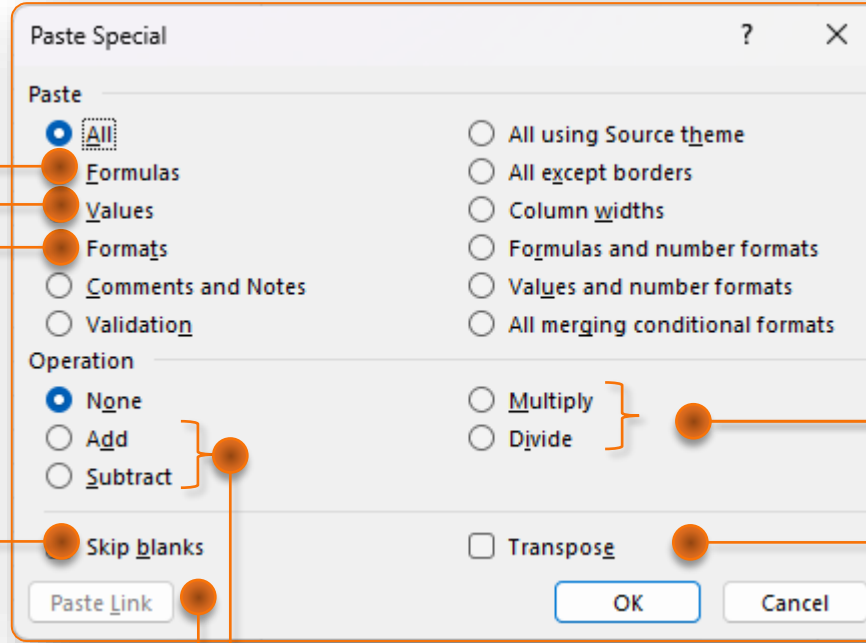 Paste Special ?
Paste
All
Formulas
Values
Formats
Comments and Notes
Validation
All using Source theme
All except borders
Column widths
Formulas and number formats
Values and number formats
All merging conditional formats
Operation
None
Add
Subtract
Multiply
Divide
Skip blanks
Transpose
Paste Link
OK
Cancel